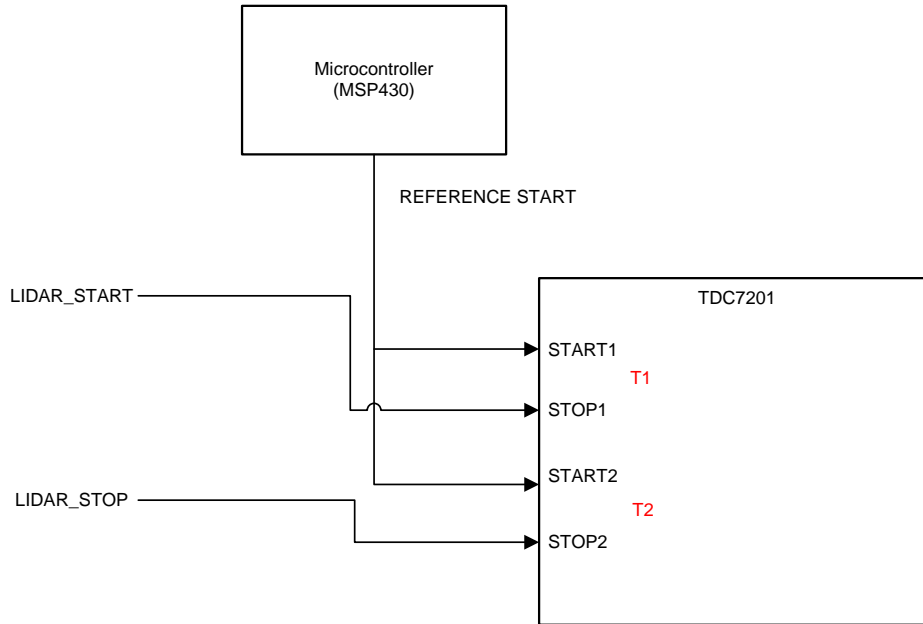 Microcontroller
(MSP430)
REFERENCE START
LIDAR_START
TDC7201
START1
T1
STOP1
START2
LIDAR_STOP
T2
STOP2